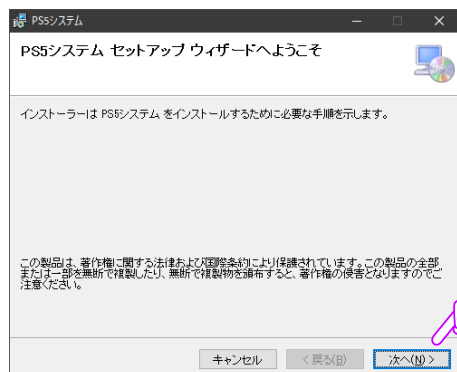 PS5システム
PS5システム セットアップ ウィザードへようこそ
インストーラーは PS5システム をインストールするために必要な手順を示します。
この製品は、著作権に関する法律および国際条約により保護されています。この製品の全部
または一部を無断で複製したり、無断で複製物を頒布すると、著作権の侵害となりますのでご
注意ください。
キャンセル
< 戻る(B)
次へ(N) >